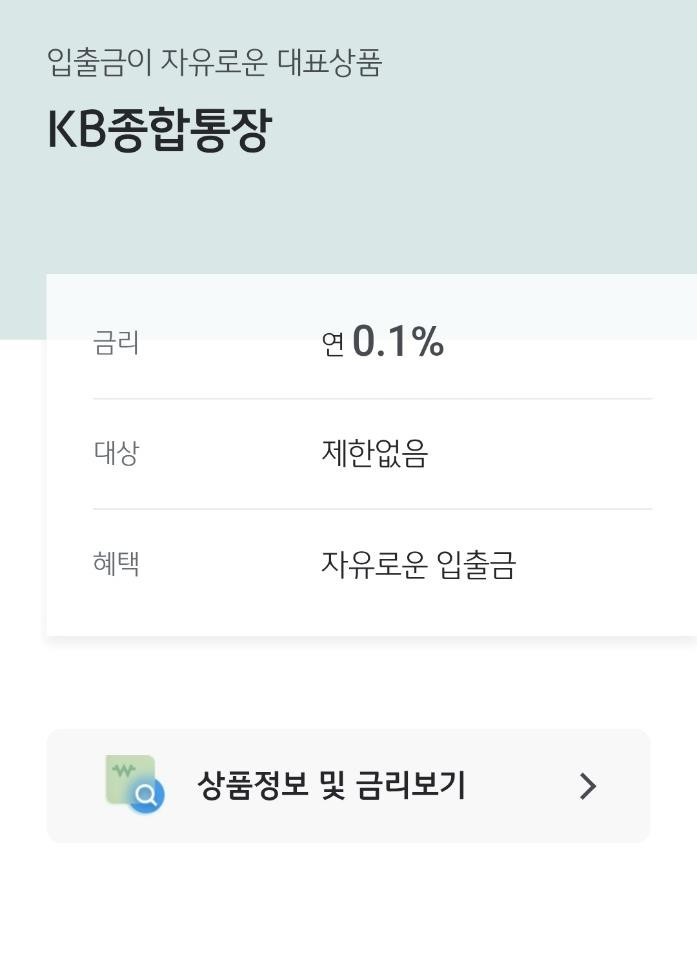 입출금이 자유로운 대표상품
KB종합통장
금리 연 0.1%
대상 제한없음
혜택 자유로운 입출금
상품정보 및 금리보기